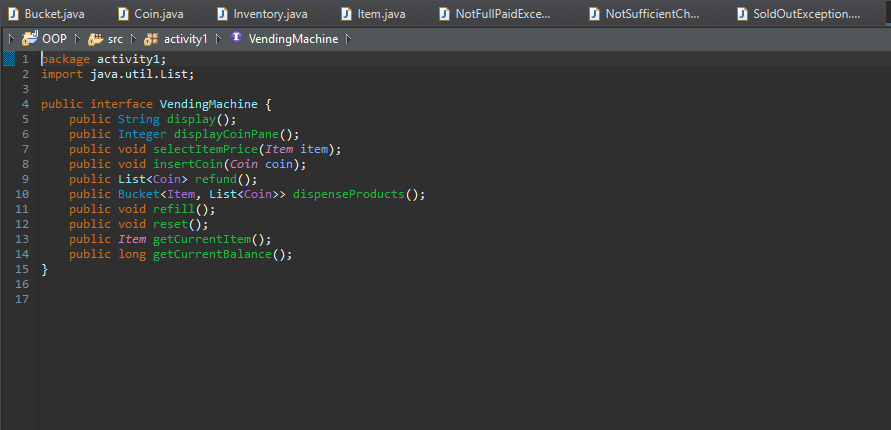 Bucket.java Coin.java Inventory.java Item.java NotFullPaidExce... NotSufficientCh... SoldOutException....
OOP src activity1 VendingMachine
1 package activity1;
2 import java.util.List;
3
4 public interface VendingMachine {
5     public String display();
6     public Integer displayCoinPane();
7     public void selectItemPrice(Item item);
8     public void insertCoin(Coin coin);
9     public List<Coin> refund();
10     public Bucket<Item, List<Coin>> dispenseProducts();
11     public void refill();
12     public void reset();
13     public Item getCurrentItem();
14     public long getCurrentBalance();
15 }
16
17